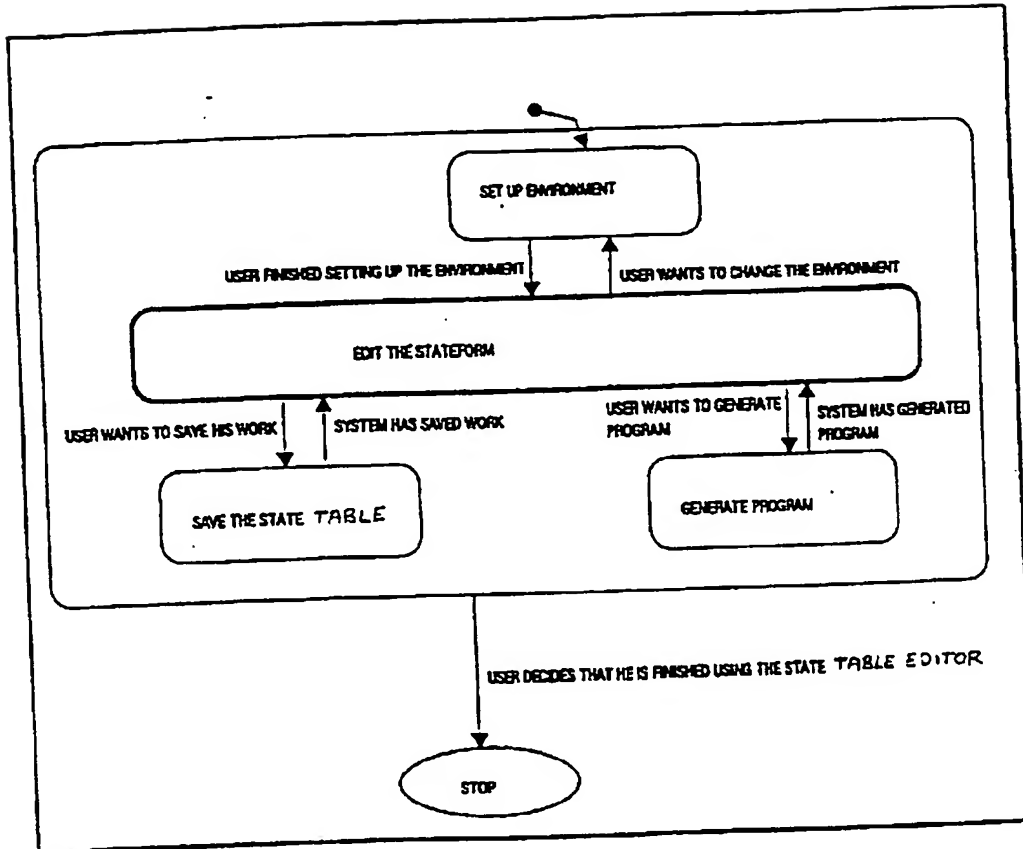 SET UP ENVIRONMENT
USER FINISHED SETTING UP THE ENVIRONMENT
USER WANTS TO CHANGE THE ENVIRONMENT
EDIT THE STATEFORM
USER WANTS TO SAVE HIS WORK
SYSTEM HAS SAVED WORK
USER WANTS TO GENERATE
PROGRAM
SYSTEM HAS GENERATED
PROGRAM
SAVE THE STATE TABLE
GENERATE PROGRAM
USER DECIDES THAT HE IS FINISHED USING THE STATE TABLE EDITOR
STOP